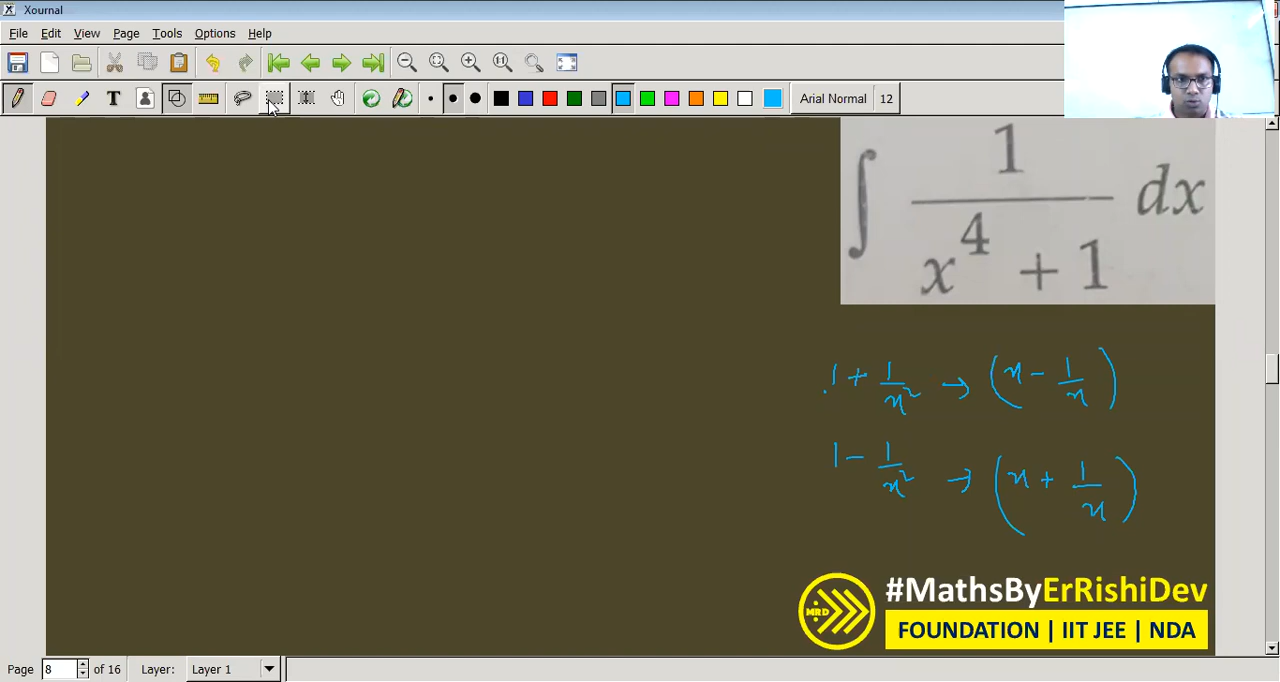 Xournal
File Edit View Page Tools Options Help
Arial Normal 12
∫ 1/(x⁴ + 1) dx
1 + 1/x² → (x - 1/x)
1 - 1/x² → (x + 1/x)
MRD
#MathsByErRishiDev
FOUNDATION | IIT JEE | NDA
Page 8 of 16 Layer: Layer 1